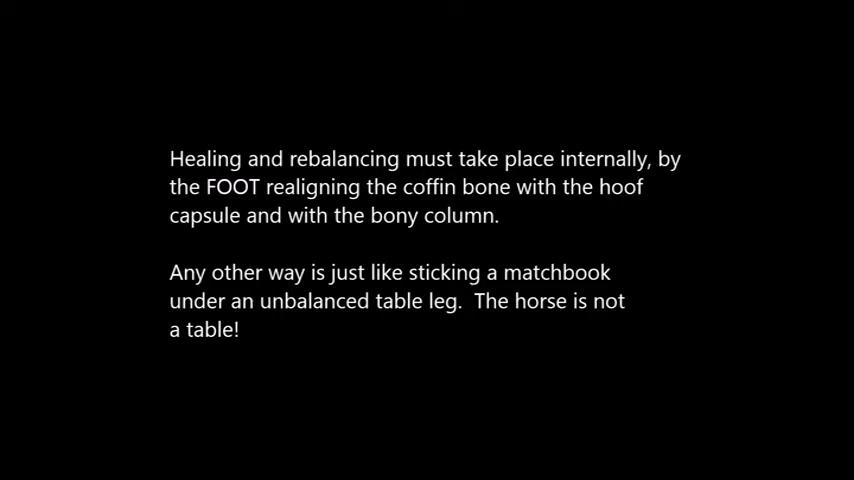 Healing and rebalancing must take place internally, by
the FOOT realigning the coffin bone with the hoof
capsule and with the bony column.
Any other way is just like sticking a matchbook
under an unbalanced table leg.  The horse is not
a table!